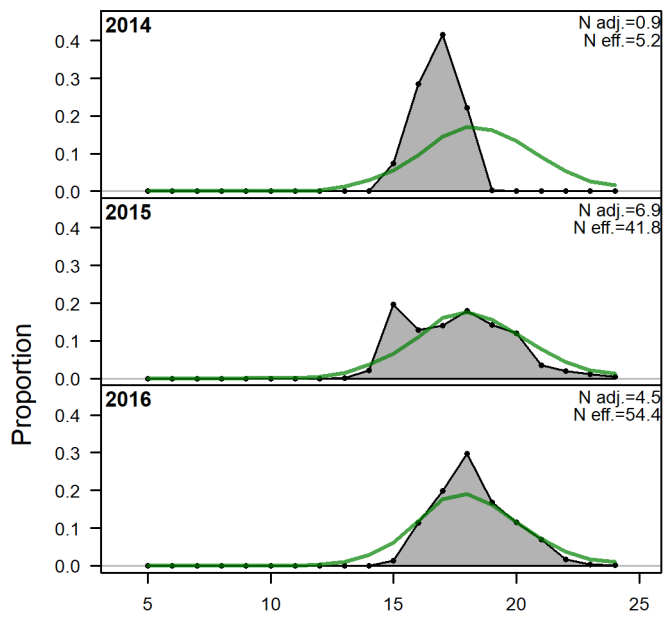 2014
N adj.=0.9
N eff.=5.2
0.4
0.3
0.2
0.1
0.0
2015
N adj.=6.9
N eff.=41.8
0.4
0.3
0.2
0.1
0.0
2016
N adj.=4.5
N eff.=54.4
0.4
0.3
0.2
0.1
0.0
Proportion
5 10 15 20 25